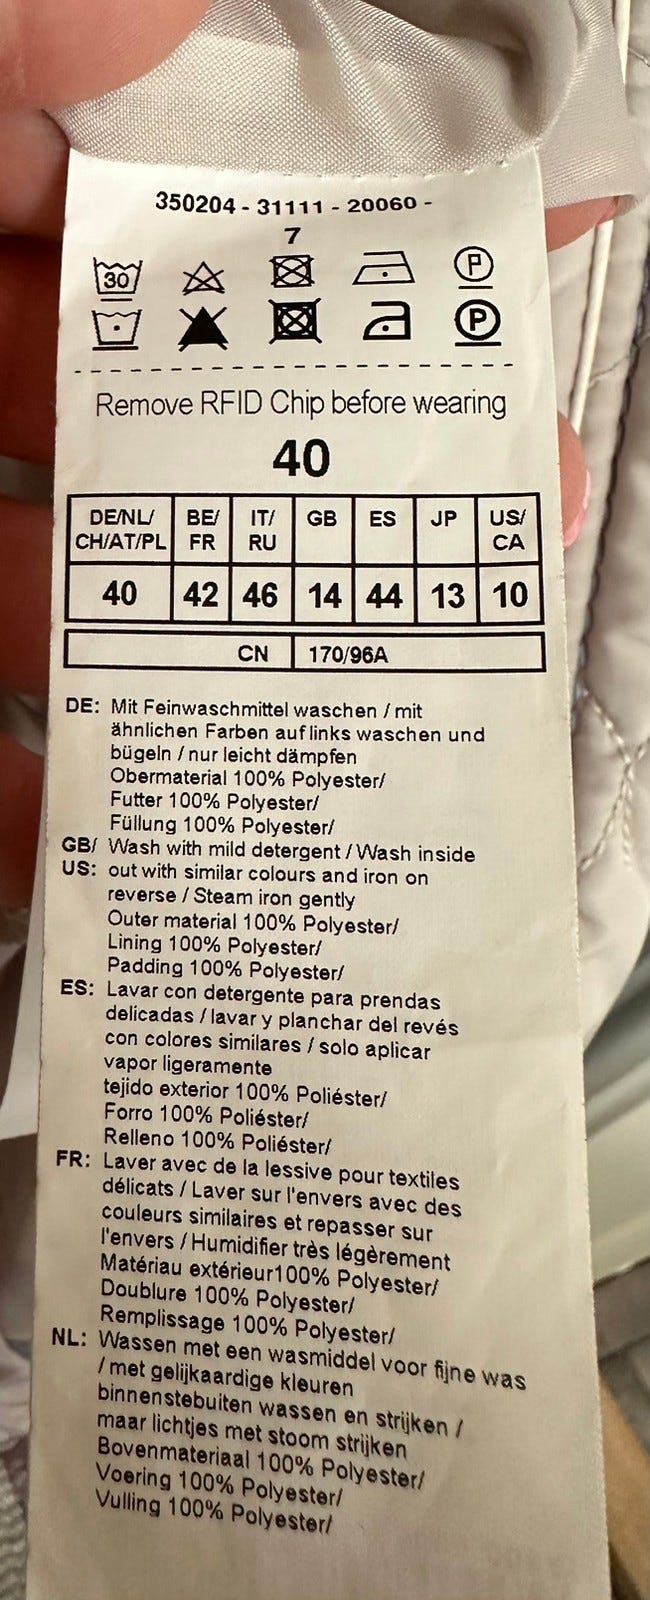 350204 - 31111 - 20060 -
7
30 P
P
Remove RFID Chip before wearing
40
DE/NL/ CH/AT/PL BE/ FR IT/ RU GB ES JP US/ CA
40 42 46 14 44 13 10
CN 170/96A
DE: Mit Feinwaschmittel waschen / mit
ähnlichen Farben auf links waschen und
bügeln / nur leicht dämpfen
Obermaterial 100% Polyester/
Futter 100% Polyester/
Füllung 100% Polyester/
GB/ Wash with mild detergent / Wash inside
US: out with similar colours and iron on
reverse / Steam iron gently
Outer material 100% Polyester/
Lining 100% Polyester/
Padding 100% Polyester/
ES: Lavar con detergente para prendas
delicadas / lavar y planchar del revés
con colores similares / solo aplicar
vapor ligeramente
tejido exterior 100% Poliéster/
Forro 100% Poliéster/
Relleno 100% Poliéster/
FR: Laver avec de la lessive pour textiles
délicats / Laver sur l'envers avec des
couleurs similaires et repasser sur
l'envers / Humidifier très légèrement
Matériau extérieur100% Polyester/
Doublure 100% Polyester/
Remplissage 100% Polyester/
NL: Wassen met een wasmiddel voor fijne was
/ met gelijkaardige kleuren
binnenstebuiten wassen en strijken /
maar lichtjes met stoom strijken
Bovenmateriaal 100% Polyester/
Voering 100% Polyester/
Vulling 100% Polyester/